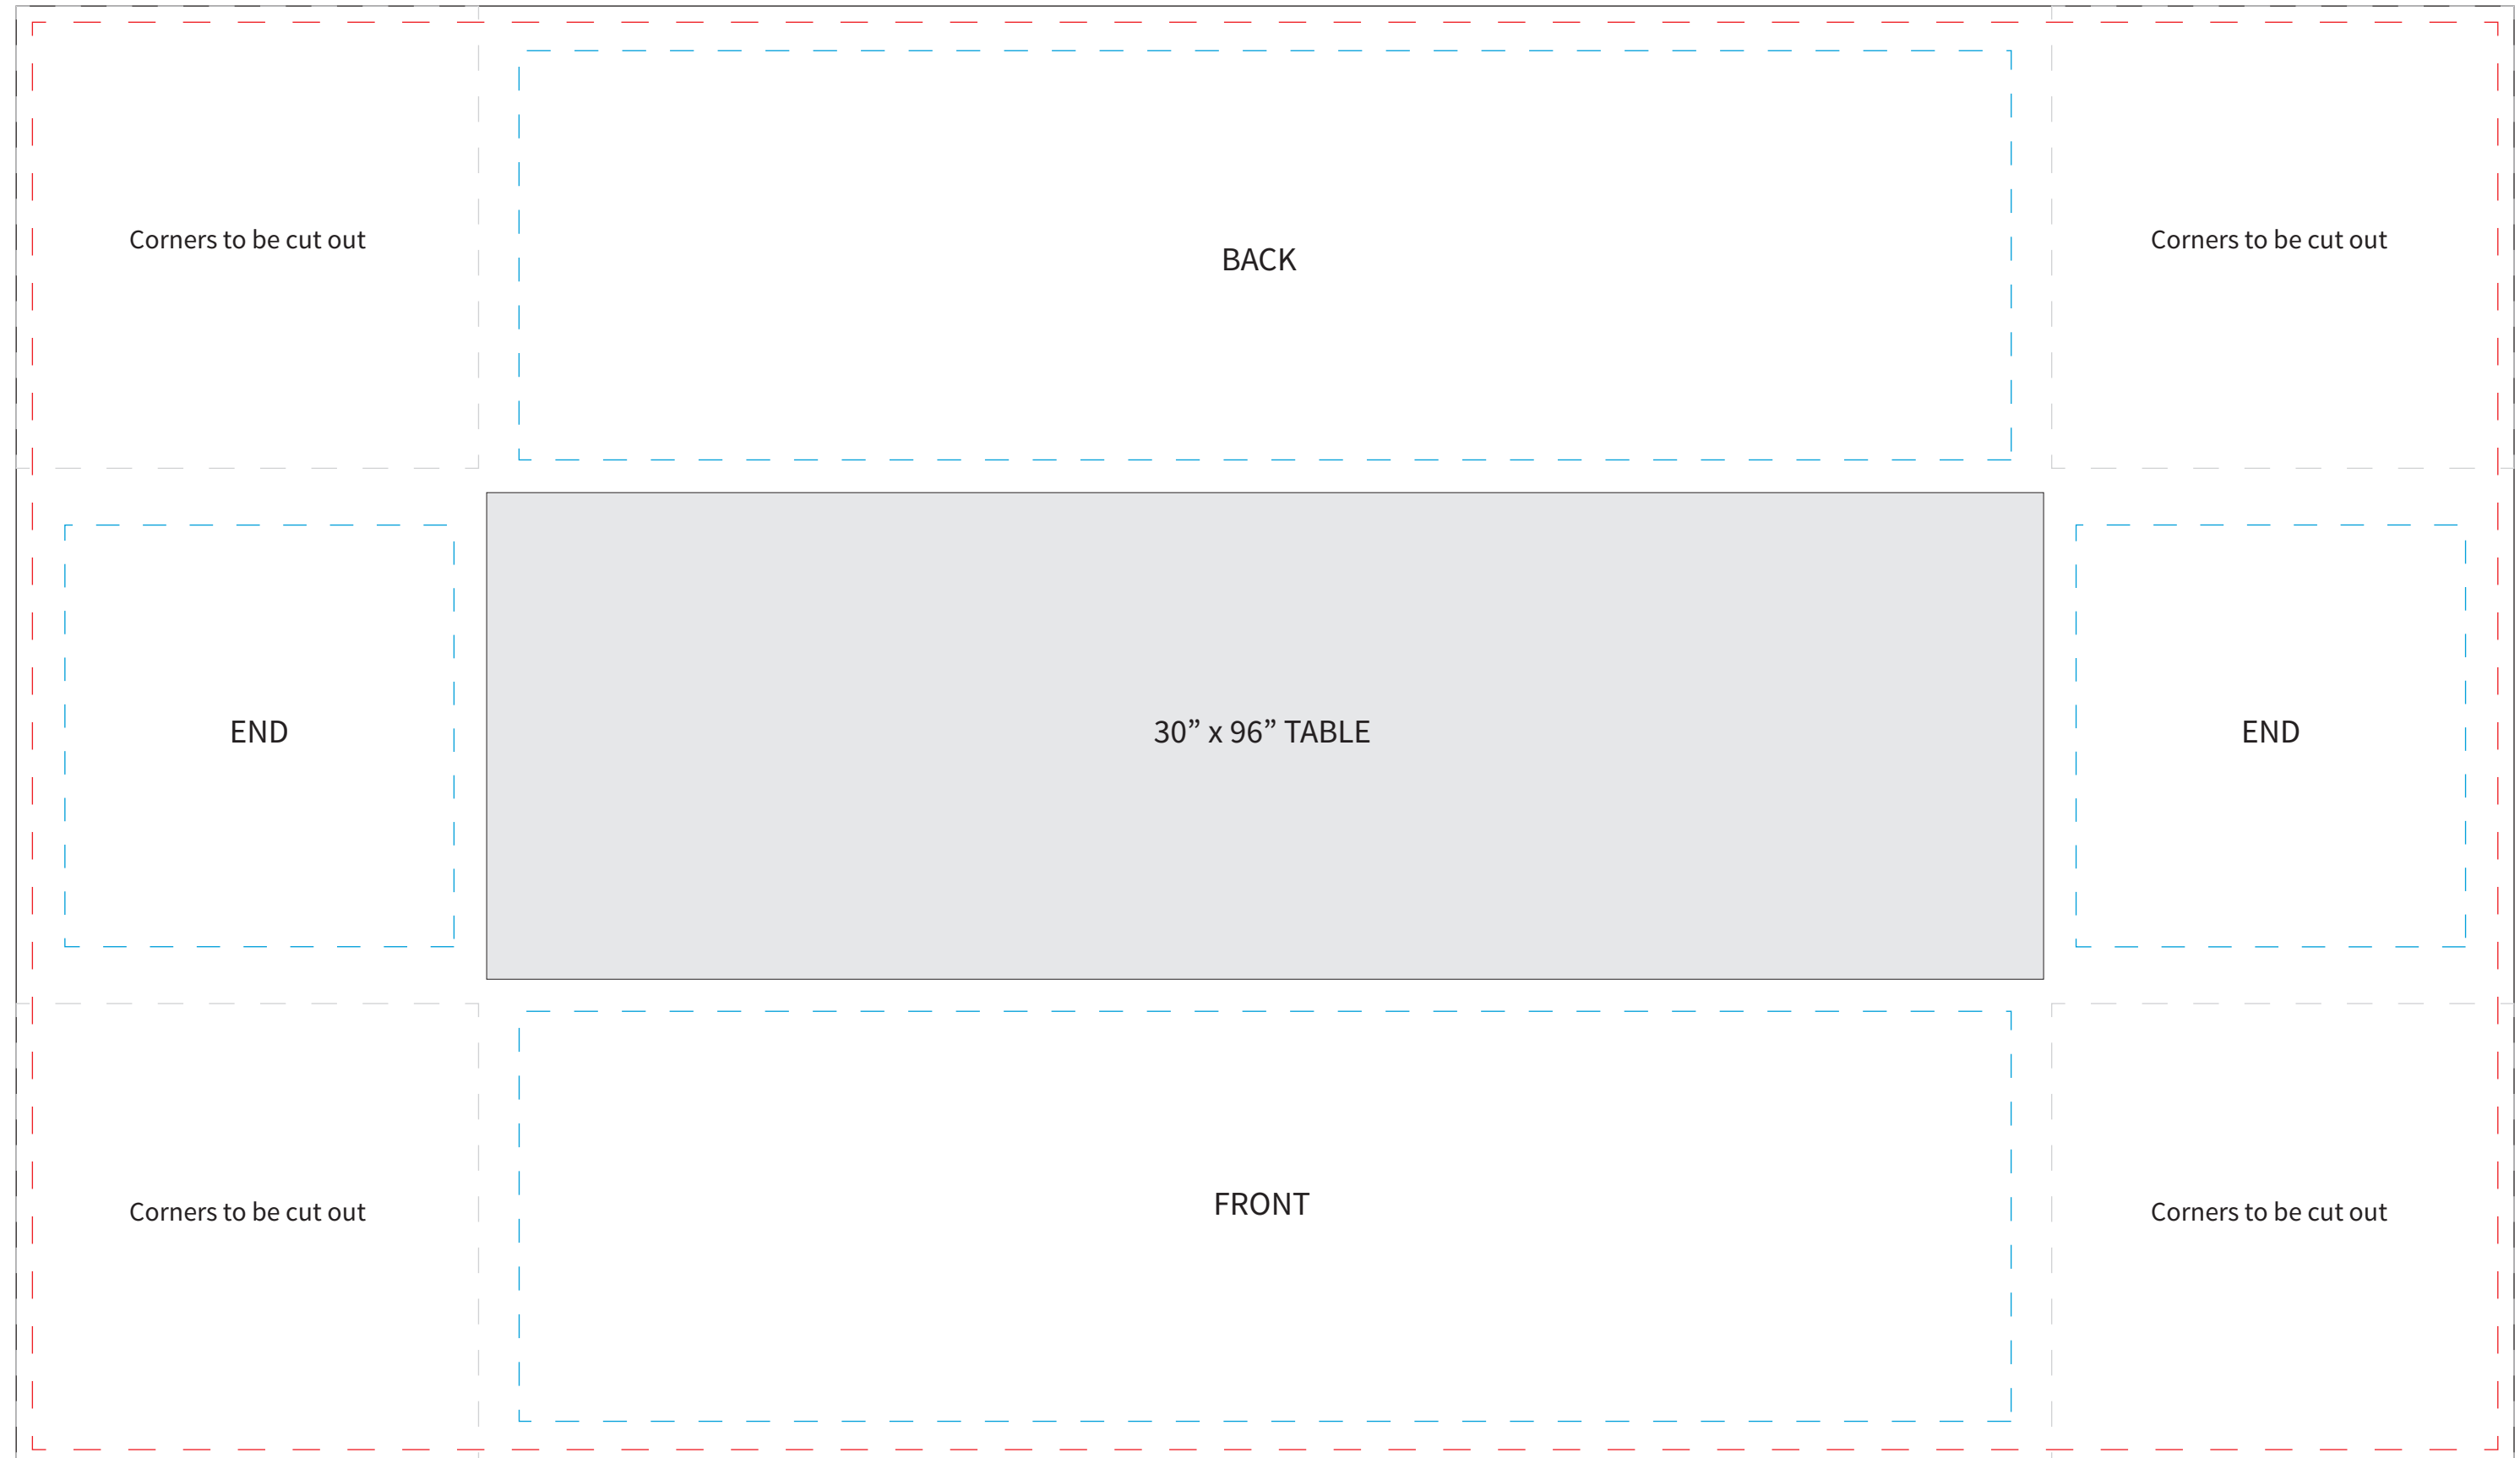 Corners to be cut out
Corners to be cut out
BACK
END
30” x 96” TABLE
END
Corners to be cut out
Corners to be cut out
FRONT